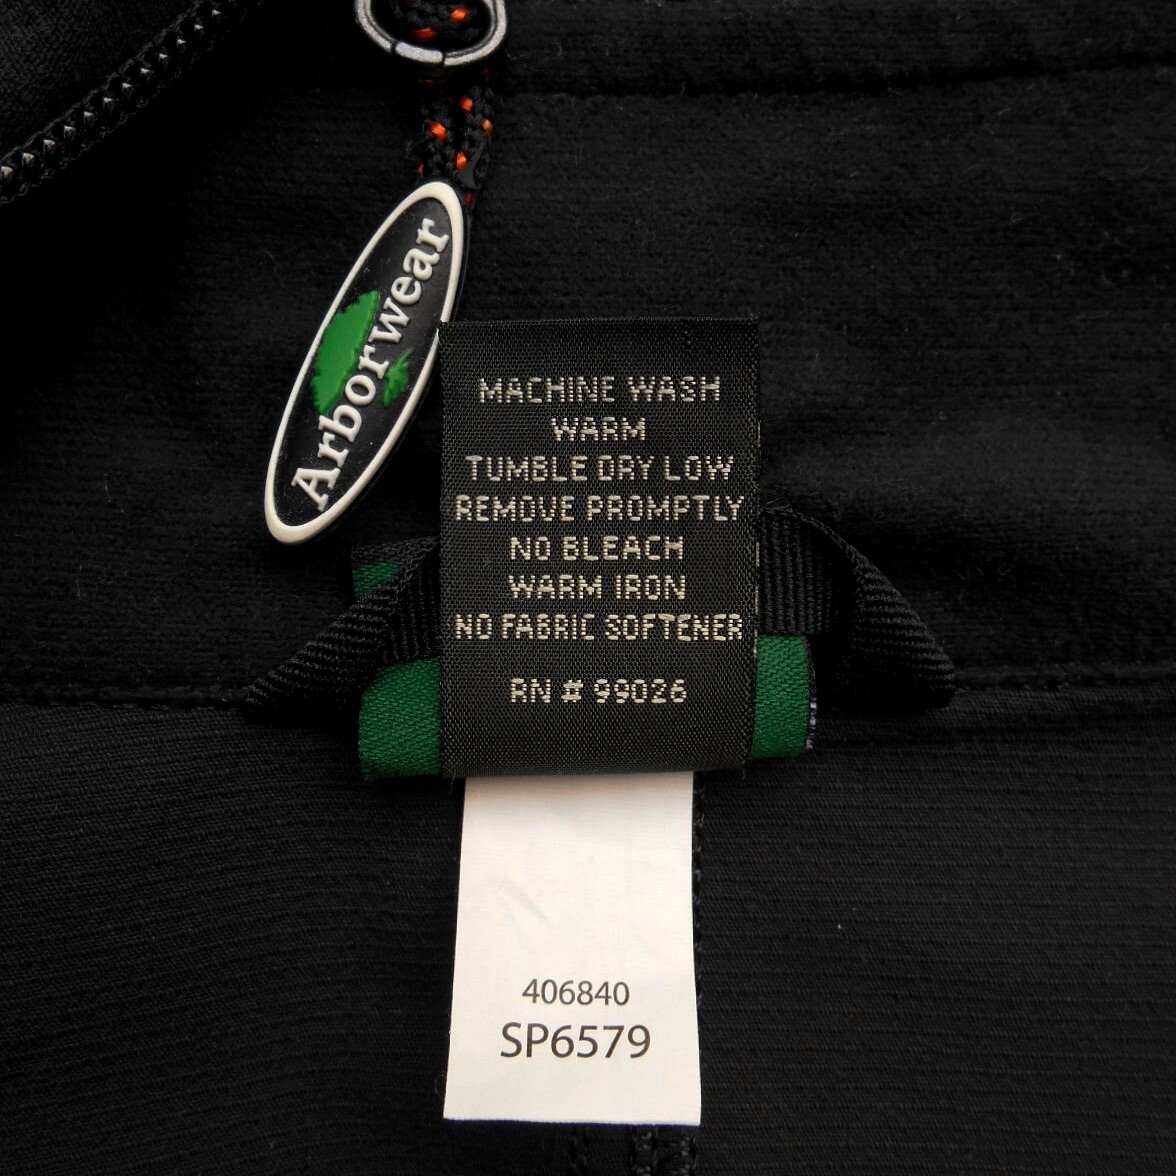 Arborwear
MACHINE WASH
WARM
TUMBLE DRY LOW
REMOVE PROMPTLY
NO BLEACH
WARM IRON
NO FABRIC SOFTENER
RN # 99026
406840
SP6579